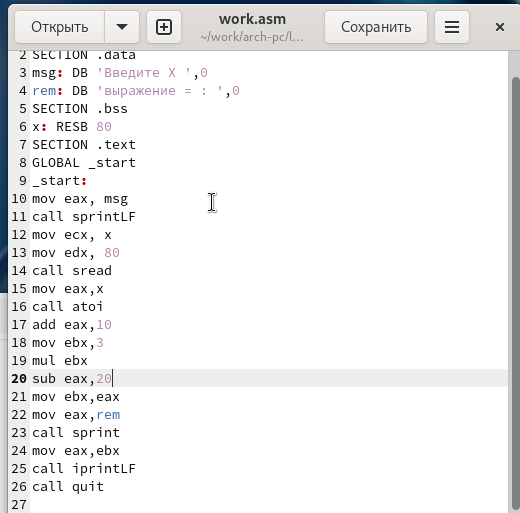 Открыть
work.asm
~/work/arch-pc/l...
Сохранить
2 SECTION .data
3 msg: DB 'Введите X ',0
4 rem: DB 'выражение = : ',0
5 SECTION .bss
6 x: RESB 80
7 SECTION .text
8 GLOBAL _start
9 _start:
10 mov eax, msg
11 call sprintLF
12 mov ecx, x
13 mov edx, 80
14 call sread
15 mov eax,x
16 call atoi
17 add eax,10
18 mov ebx,3
19 mul ebx
20 sub eax,20
21 mov ebx,eax
22 mov eax,rem
23 call sprint
24 mov eax,ebx
25 call iprintLF
26 call quit
27